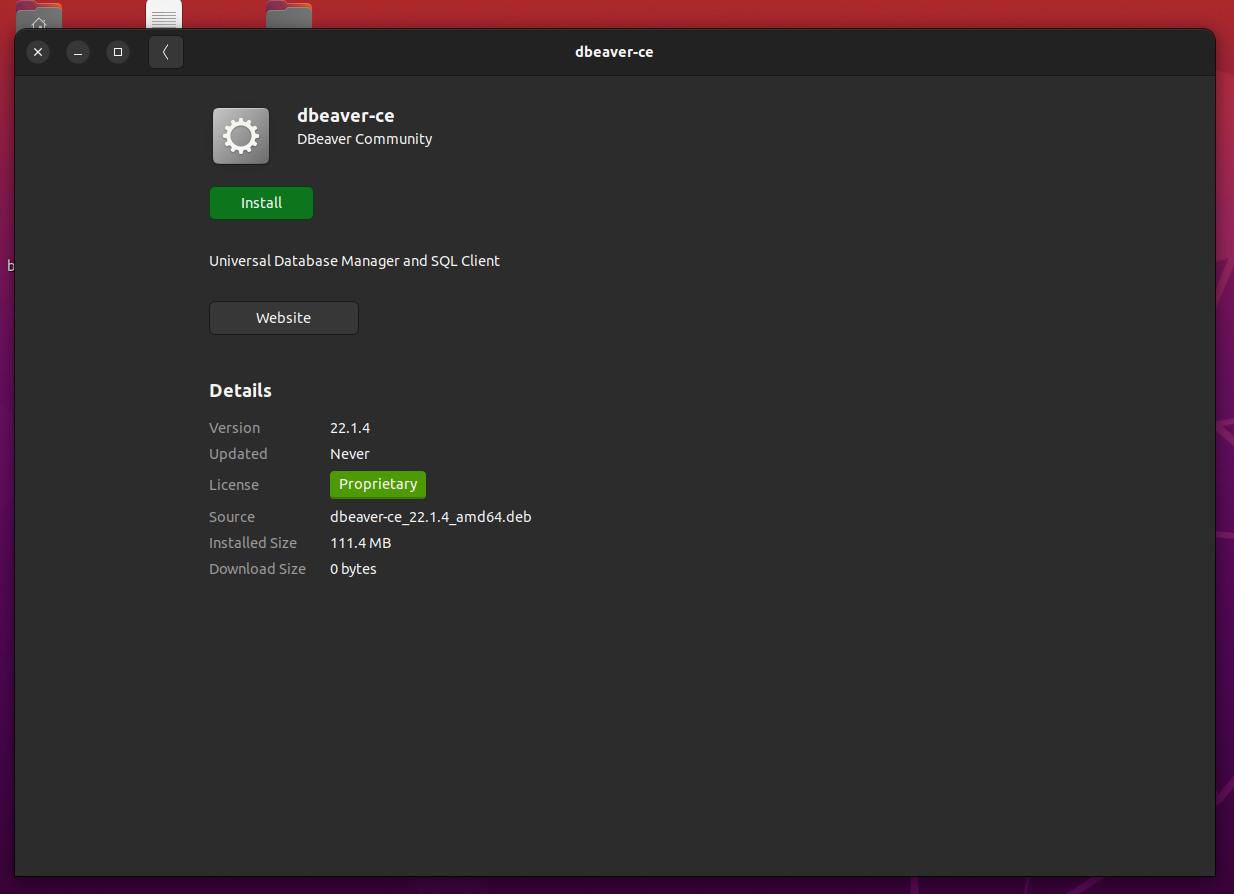 dbeaver-ce
dbeaver-ce
DBeaver Community
Install
b
Universal Database Manager and SQL Client
Website
Details
Version 22.1.4
Updated Never
License Proprietary
Source dbeaver-ce_22.1.4_amd64.deb
Installed Size 111.4 MB
Download Size 0 bytes